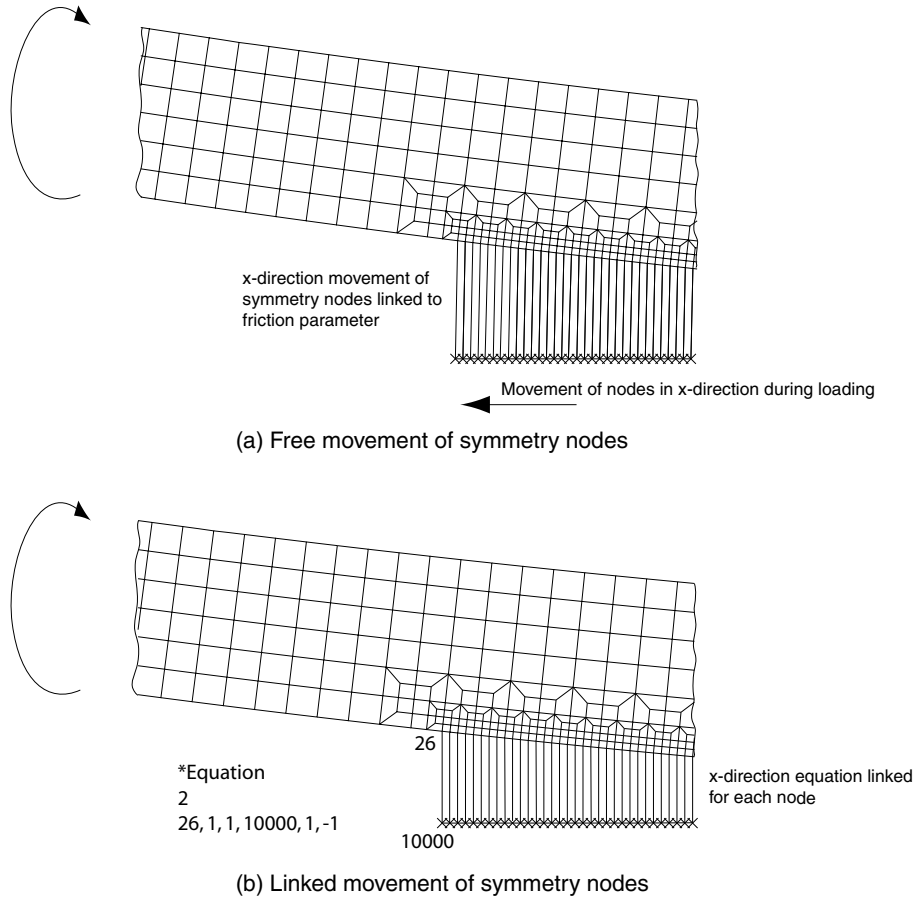 x-direction movement of
symmetry nodes linked to
friction parameter
Movement of nodes in x-direction during loading
(a) Free movement of symmetry nodes
26
*Equation
2
26, 1, 1, 10000, 1, -1
10000
x-direction equation linked
for each node
(b) Linked movement of symmetry nodes